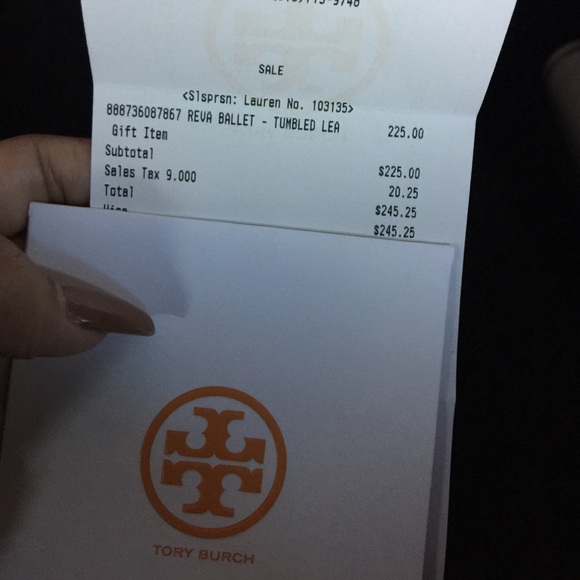 SALE
<Slsprsn: Lauren No. 103135>
888736087867 REVA BALLET - TUMBLED LEA 225.00
Gift Item
Subtotal $225.00
Sales Tax 9.000 20.25
Total $245.25
$245.25
TORY BURCH